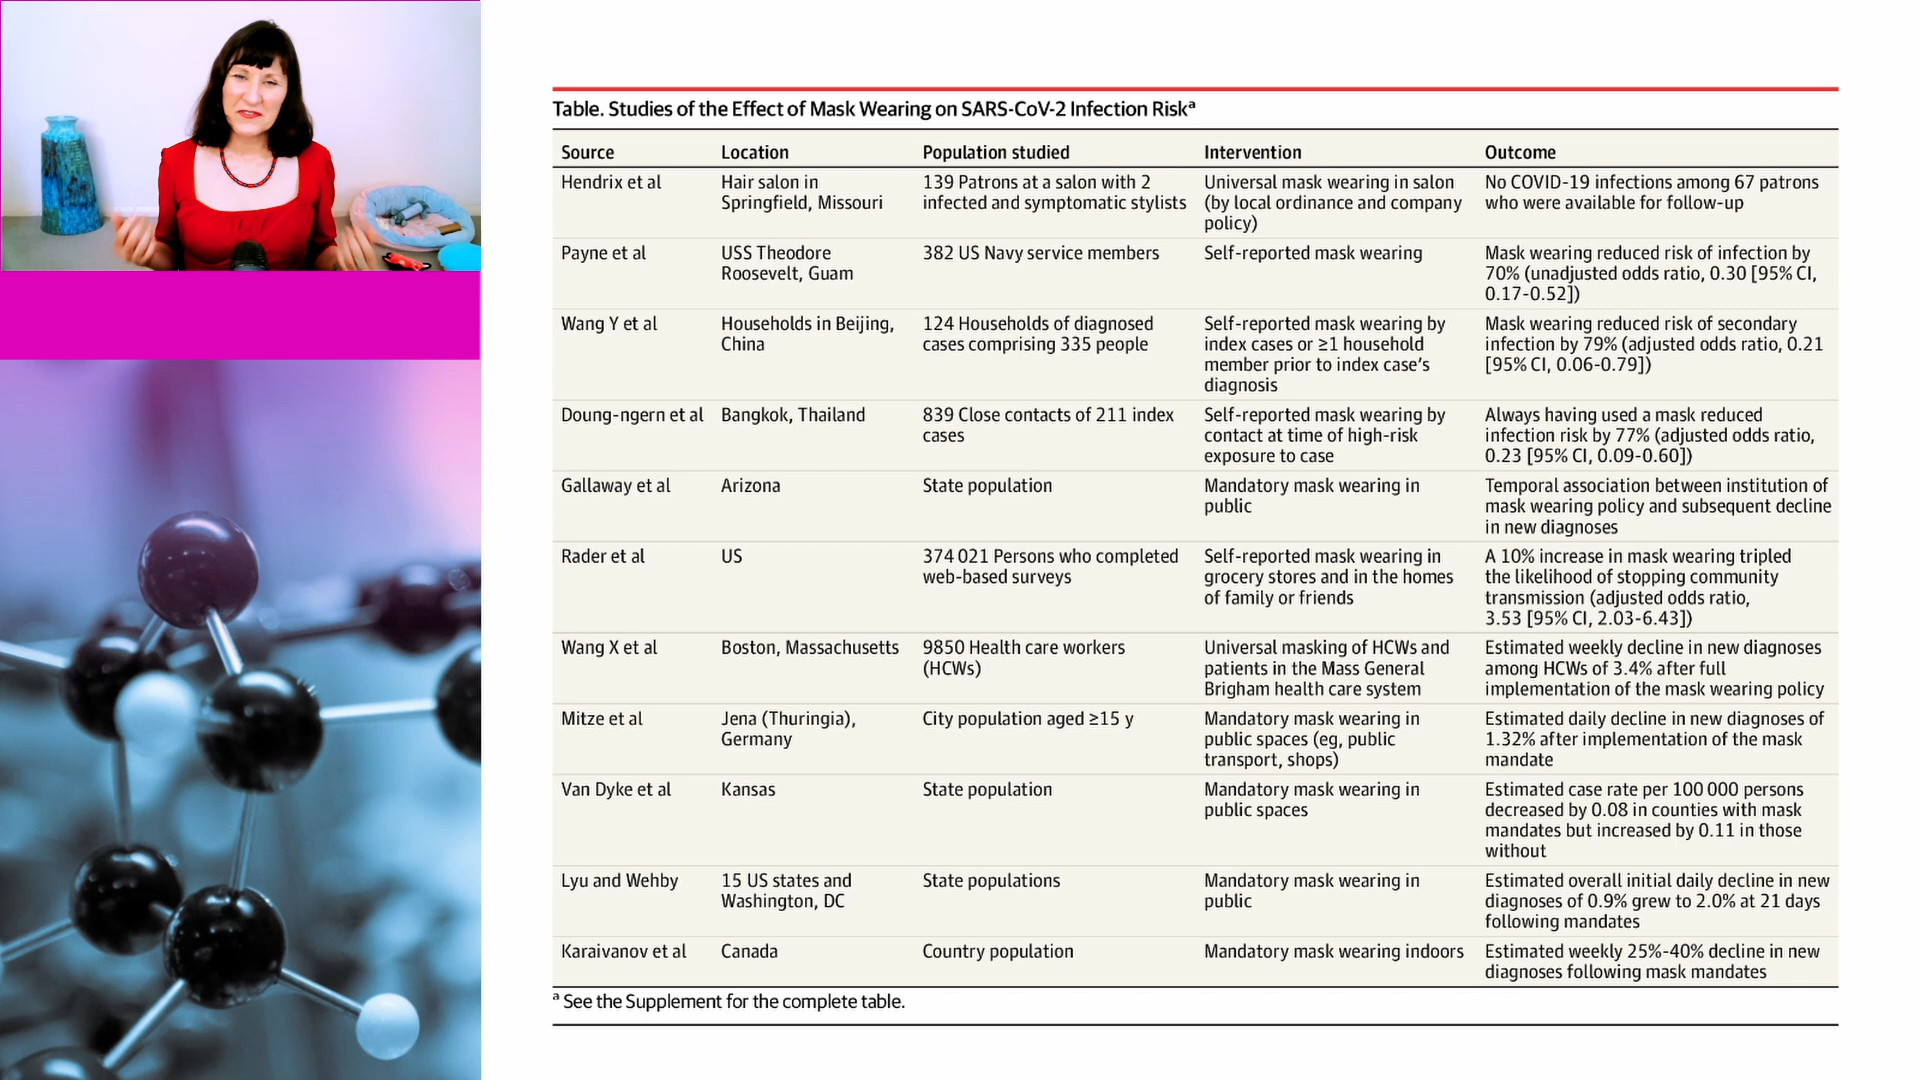 Table. Studies of the Effect of Mask Wearing on SARS-CoV-2 Infection Riskᵃ
Source Location Population studied Intervention Outcome
Hendrix et al
Hair salon in
Springfield, Missouri
139 Patrons at a salon with 2
infected and symptomatic stylists
Universal mask wearing in salon
(by local ordinance and company
policy)
No COVID-19 infections among 67 patrons
who were available for follow-up
Payne et al
USS Theodore
Roosevelt, Guam
382 US Navy service members
Self-reported mask wearing
Mask wearing reduced risk of infection by
70% (unadjusted odds ratio, 0.30 [95% CI,
0.17-0.52])
Wang Y et al
Households in Beijing,
China
124 Households of diagnosed
cases comprising 335 people
Self-reported mask wearing by
index cases or ≥1 household
member prior to index case's
diagnosis
Mask wearing reduced risk of secondary
infection by 79% (adjusted odds ratio, 0.21
[95% CI, 0.06-0.79])
Doung-ngern et al
Bangkok, Thailand
839 Close contacts of 211 index
cases
Self-reported mask wearing by
contact at time of high-risk
exposure to case
Always having used a mask reduced
infection risk by 77% (adjusted odds ratio,
0.23 [95% CI, 0.09-0.60])
Gallaway et al
Arizona
State population
Mandatory mask wearing in
public
Temporal association between institution of
mask wearing policy and subsequent decline
in new diagnoses
Rader et al
US
374 021 Persons who completed
web-based surveys
Self-reported mask wearing in
grocery stores and in the homes
of family or friends
A 10% increase in mask wearing tripled
the likelihood of stopping community
transmission (adjusted odds ratio,
3.53 [95% CI, 2.03-6.43])
Wang X et al
Boston, Massachusetts
9850 Health care workers
(HCWs)
Universal masking of HCWs and
patients in the Mass General
Brigham health care system
Estimated weekly decline in new diagnoses
among HCWs of 3.4% after full
implementation of the mask wearing policy
Mitze et al
Jena (Thuringia),
Germany
City population aged ≥15 y
Mandatory mask wearing in
public spaces (eg, public
transport, shops)
Estimated daily decline in new diagnoses of
1.32% after implementation of the mask
mandate
Van Dyke et al
Kansas
State population
Mandatory mask wearing in
public spaces
Estimated case rate per 100 000 persons
decreased by 0.08 in counties with mask
mandates but increased by 0.11 in those
without
Lyu and Wehby
15 US states and
Washington, DC
State populations
Mandatory mask wearing in
public
Estimated overall initial daily decline in new
diagnoses of 0.9% grew to 2.0% at 21 days
following mandates
Karaivanov et al
Canada
Country population
Mandatory mask wearing indoors
Estimated weekly 25%-40% decline in new
diagnoses following mask mandates
ᵃ See the Supplement for the complete table.